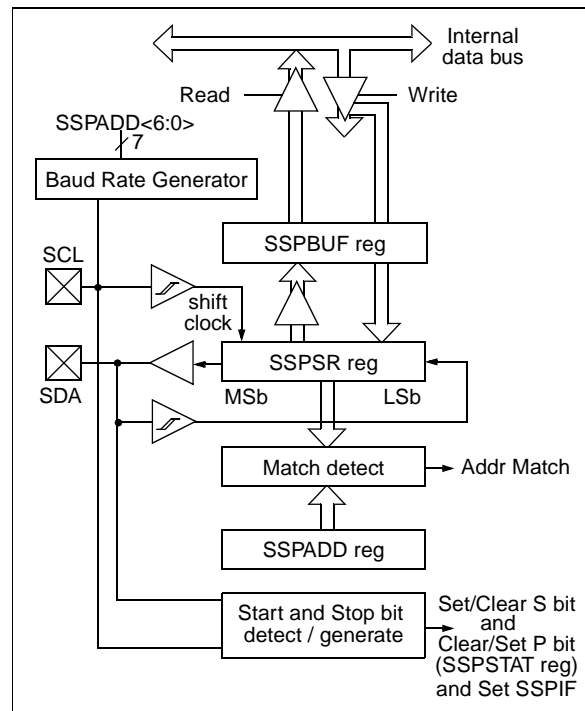 Internal
data bus
Read
Write
SSPADD<6:0>
7
Baud Rate Generator
SSPBUF reg
SCL
shift
clock
SSPSR reg
SDA
MSb
LSb
Match detect
Addr Match
SSPADD reg
Start and Stop bit
detect / generate
Set/Clear S bit
and
Clear/Set P bit
(SSPSTAT reg)
and Set SSPIF